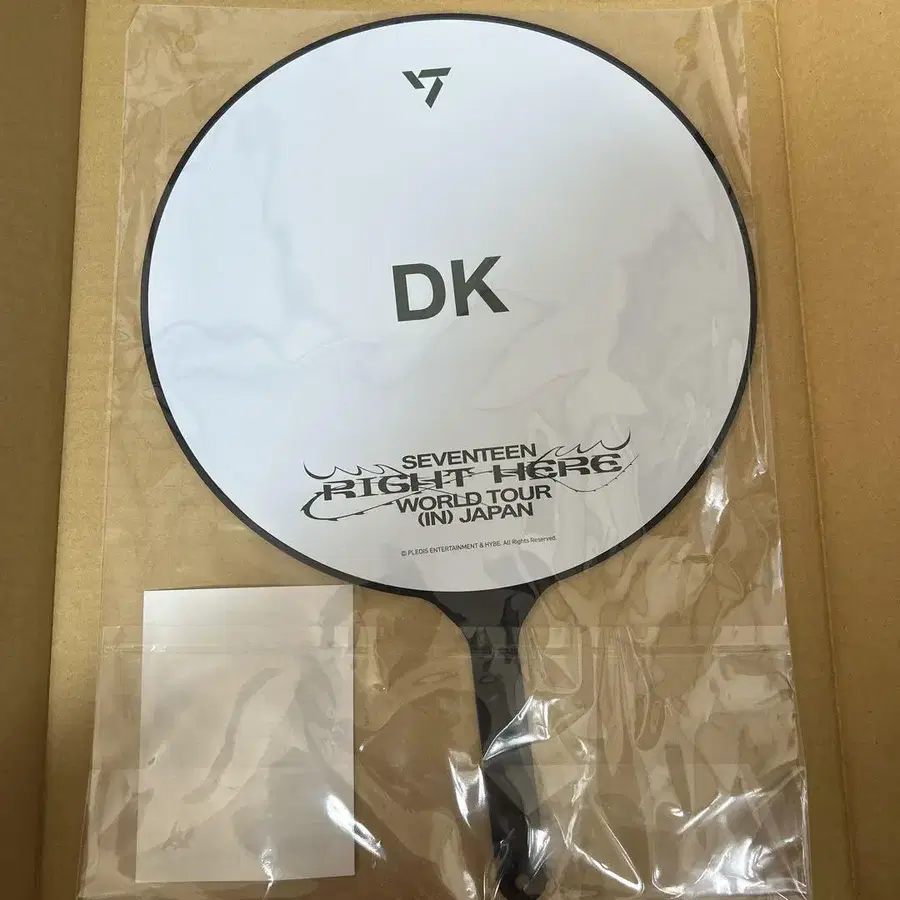 DK
SEVENTEEN
RIGHT HERE
WORLD TOUR
(IN) JAPAN
© PLEDIS ENTERTAINMENT & HYBE. All Rights Reserved.